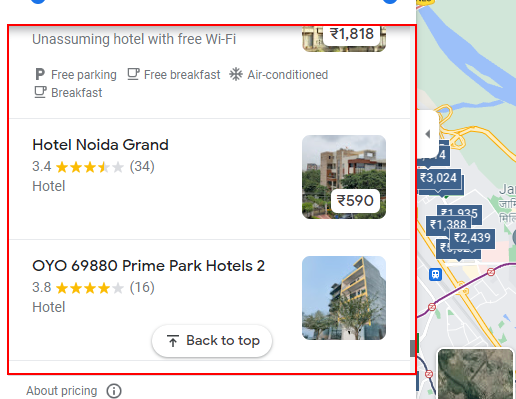 Unassuming hotel with free Wi-Fi
₹1,818
P Free parking Free breakfast Air-conditioned
Breakfast
Hotel Noida Grand
3.4 (34)
Hotel
₹590
OYO 69880 Prime Park Hotels 2
3.8 (16)
Hotel
Back to top
About pricing
₹3,024
₹1,935
₹1,388
₹2,439